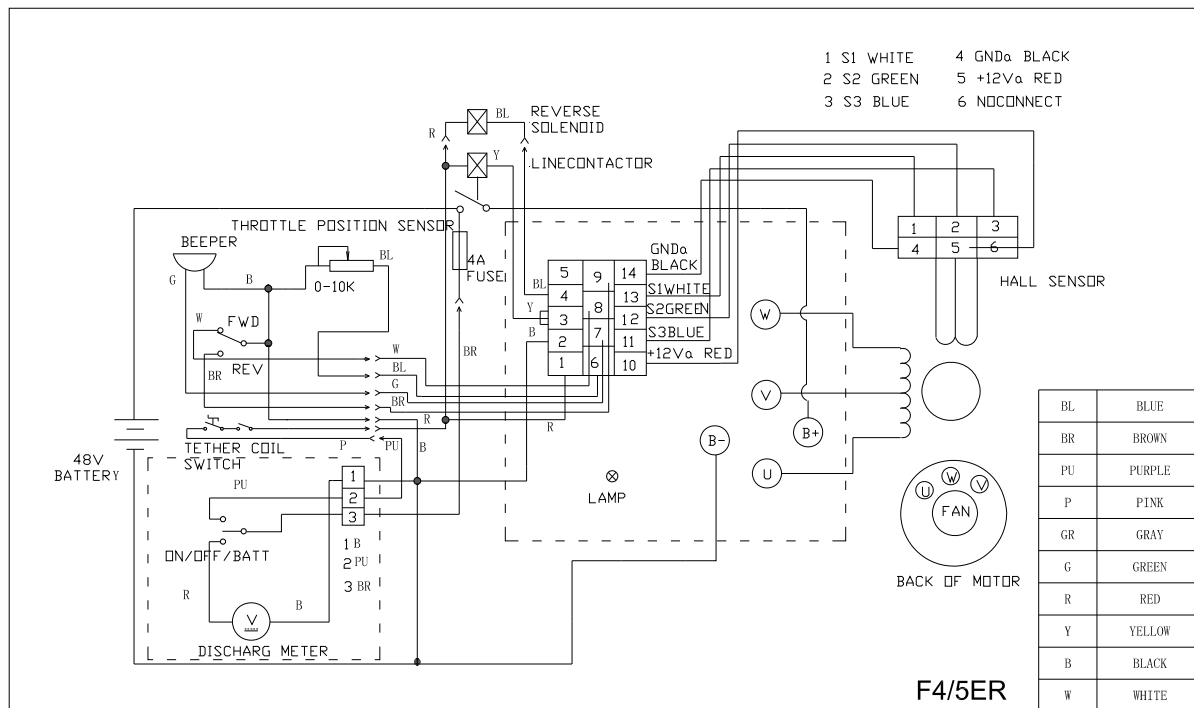 1 S1 WHITE 4 GNDa BLACK
2 S2 GREEN 5 +12Va RED
3 S3 BLUE 6 NOCONNECT
BL
REVERSE
SOLENOID
R
Y
LINECONTACTOR
THROTTLE POSITION SENSOR
BEEPER
BL
G
B
0-10K
4A
FUSE
GNDa
BLACK
1 2 3
4 5 6
HALL SENSOR
5 9 14
BL 4 13 S1WHITE
8
Y 3 12 S2GREEN
7
B 2 11 S3BLUE
1 6 10 +12Va RED
W FWD
REV
BR
W
BL
G
BR
BR
R
R
P PU B
TETHER COIL
SWITCH
48V
BATTERY
W
V
U
B-
B+
LAMP
PU
1
2
3
ON/OFF/BATT
1 B
2 PU
3 BR
R
B
V
DISCHARG METER
U W V
FAN
BACK OF MOTOR
BL BLUE
BR BROWN
PU PURPLE
P PINK
GR GRAY
G GREEN
R RED
Y YELLOW
B BLACK
W WHITE
F4/5ER